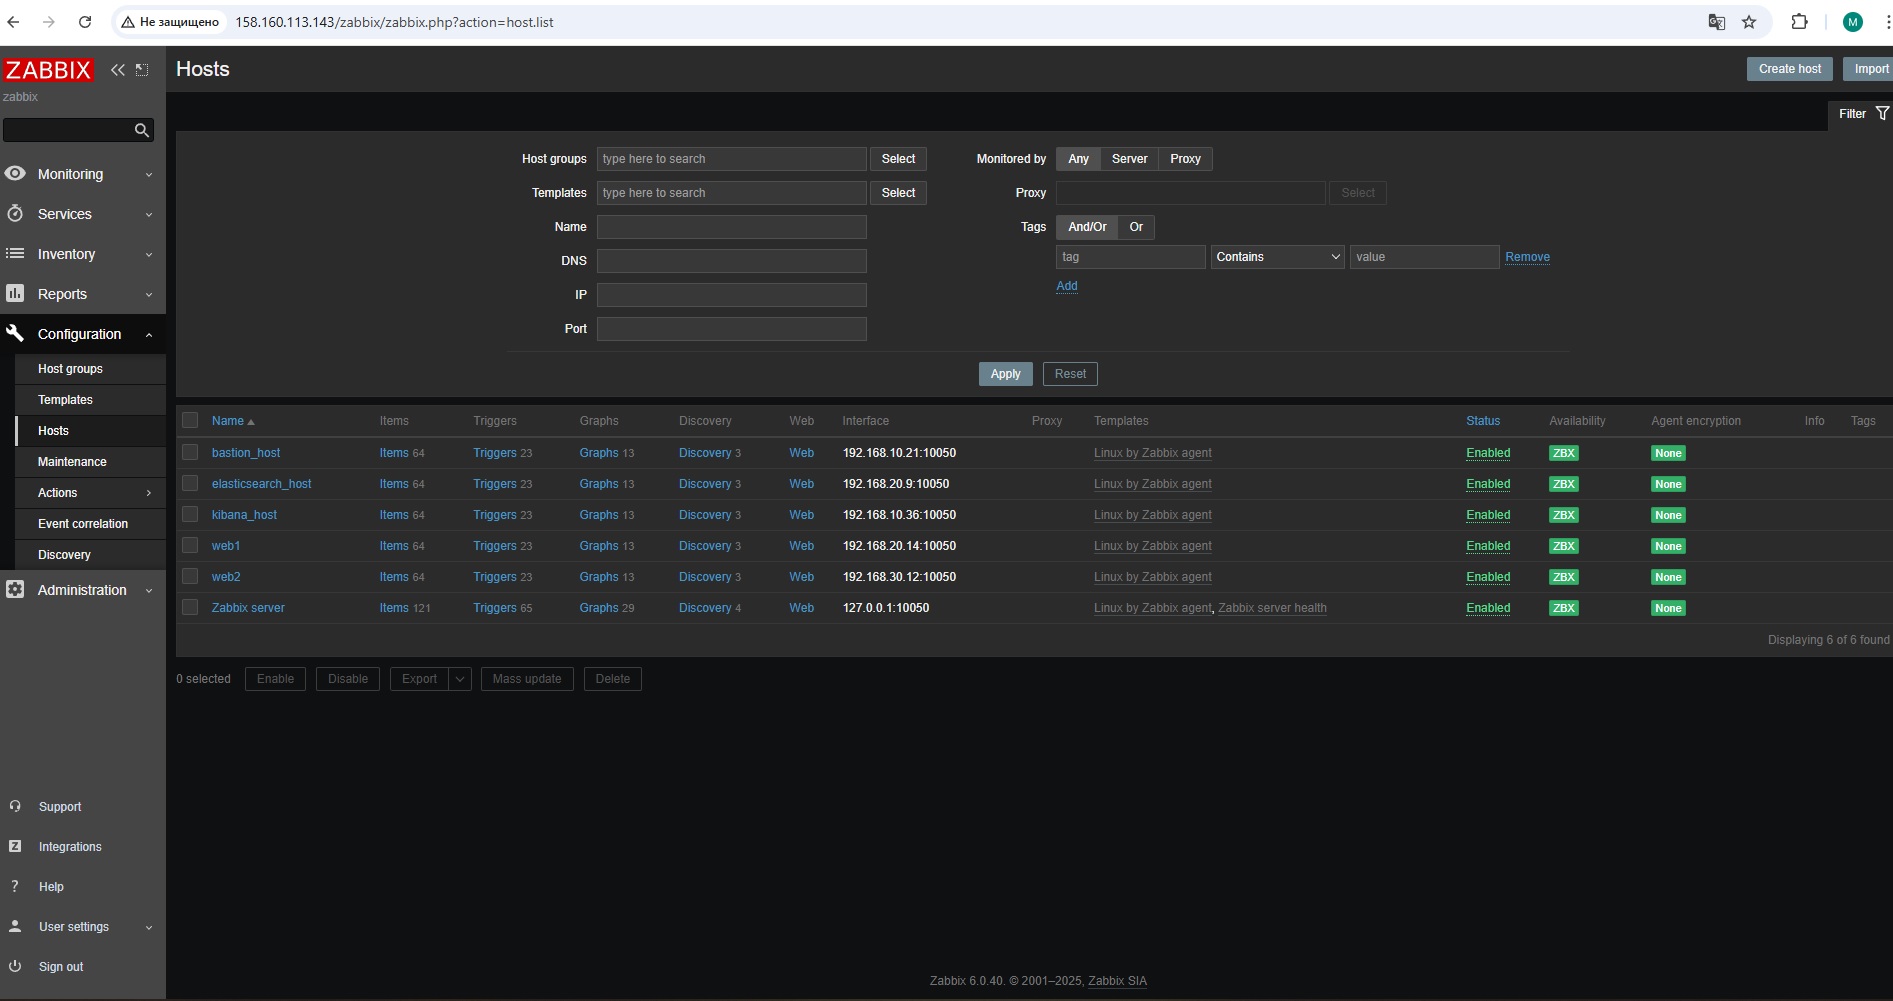 Не защищено 158.160.113.143/zabbix/zabbix.php?action=host.list M
ZABBIX
zabbix
Monitoring
Services
Inventory
Reports
Configuration
Host groups
Templates
Hosts
Maintenance
Actions
Event correlation
Discovery
Administration
Support
Integrations
Help
User settings
Sign out
Hosts Create host Import
Filter
Host groups type here to search Select
Templates type here to search Select
Name
DNS
IP
Port
Monitored by Any Server Proxy
Proxy Select
Tags And/Or Or
tag Contains value Remove
Add
Apply Reset
Name Items Triggers Graphs Discovery Web Interface Proxy Templates Status Availability Agent encryption Info Tags
bastion_host Items 64 Triggers 23 Graphs 13 Discovery 3 Web 192.168.10.21:10050 Linux by Zabbix agent Enabled ZBX None
elasticsearch_host Items 64 Triggers 23 Graphs 13 Discovery 3 Web 192.168.20.9:10050 Linux by Zabbix agent Enabled ZBX None
kibana_host Items 64 Triggers 23 Graphs 13 Discovery 3 Web 192.168.10.36:10050 Linux by Zabbix agent Enabled ZBX None
web1 Items 64 Triggers 23 Graphs 13 Discovery 3 Web 192.168.20.14:10050 Linux by Zabbix agent Enabled ZBX None
web2 Items 64 Triggers 23 Graphs 13 Discovery 3 Web 192.168.30.12:10050 Linux by Zabbix agent Enabled ZBX None
Zabbix server Items 121 Triggers 65 Graphs 29 Discovery 4 Web 127.0.0.1:10050 Linux by Zabbix agent, Zabbix server health Enabled ZBX None
Displaying 6 of 6 found
0 selected Enable Disable Export Mass update Delete
Zabbix 6.0.40. © 2001–2025, Zabbix SIA